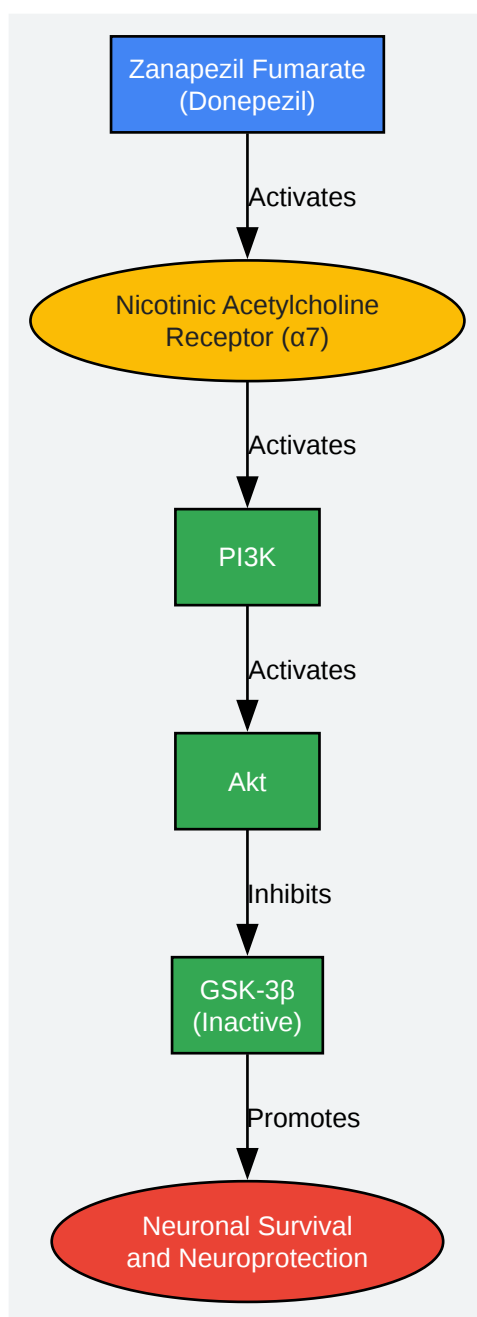 Zanapezil Fumarate
(Donepezil)
Activates
Nicotinic Acetylcholine
Receptor (α7)
Activates
PI3K
Activates
Akt
Inhibits
GSK-3β
(Inactive)
Promotes
Neuronal Survival
and Neuroprotection